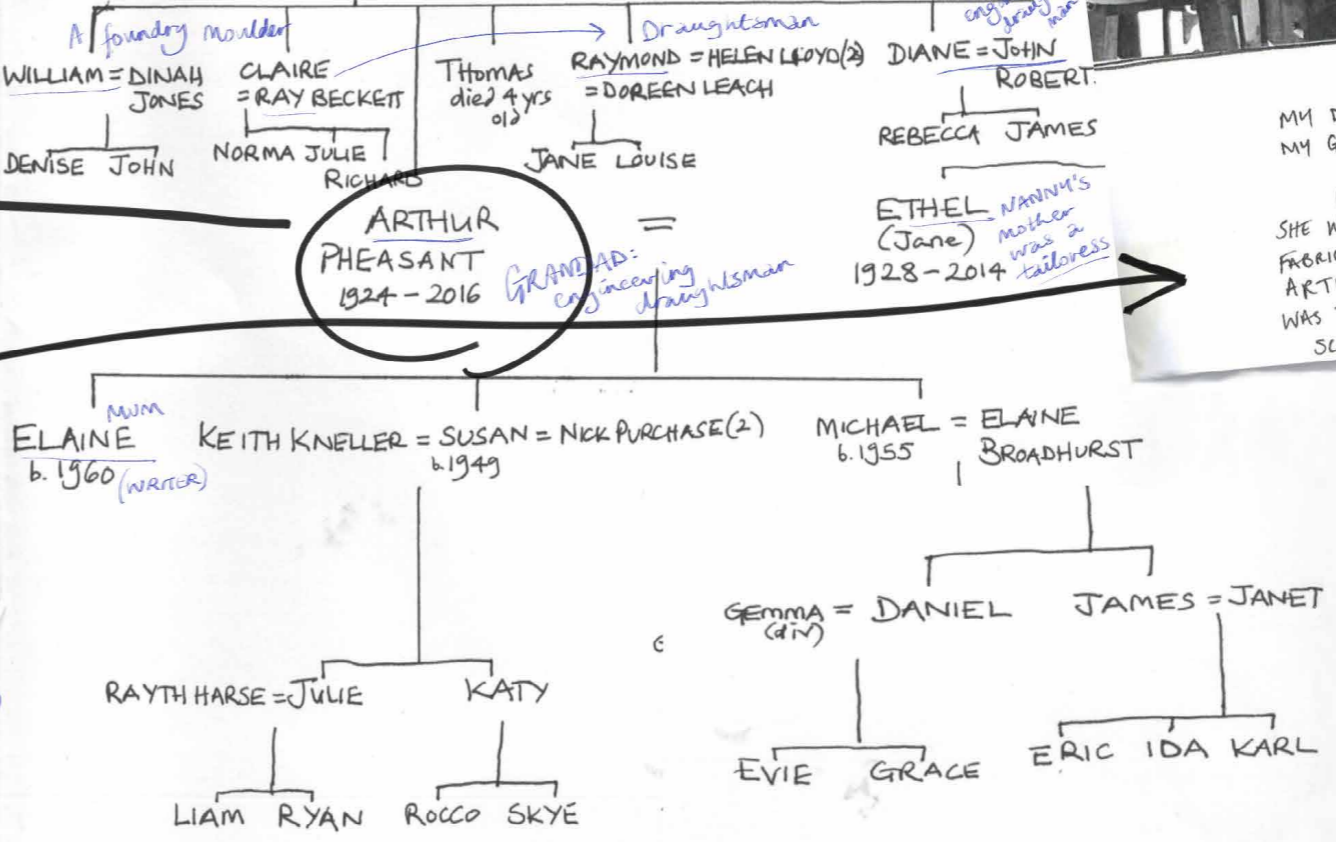 A foundry moulder
Draughtsman
WILLIAM = DINAH
JONES
CLAIRE
= RAY BECKETT
THOMAS
died 4 yrs
old
RAYMOND = HELEN LLOYD(2)
= DOREEN LEACH
DIANE = JOHN
ROBERT.
DENISE JOHN
NORMA JULIE
RICHARD
JANE LOUISE
REBECCA JAMES
ARTHUR
PHEASANT
1924-2016
=
GRANDAD:
engineering
draughtsman
ETHEL
(Jane)
1928-2014
NANNY'S
mother
was a
tailoress
MY
MY
SHE
WAS
mum
ELAINE
b. 1960
(WRITER)
KEITH KNELLER = SUSAN = NICK PURCHASE(2)
b.1949
MICHAEL = ELAINE
b.1955 BROADHURST
GEMMA = DANIEL
(div)
JAMES = JANET
RAYTH HARSE = JULIE
KATY
EVIE GRACE
ERIC IDA KARL
LIAM RYAN
ROCCO SKYE